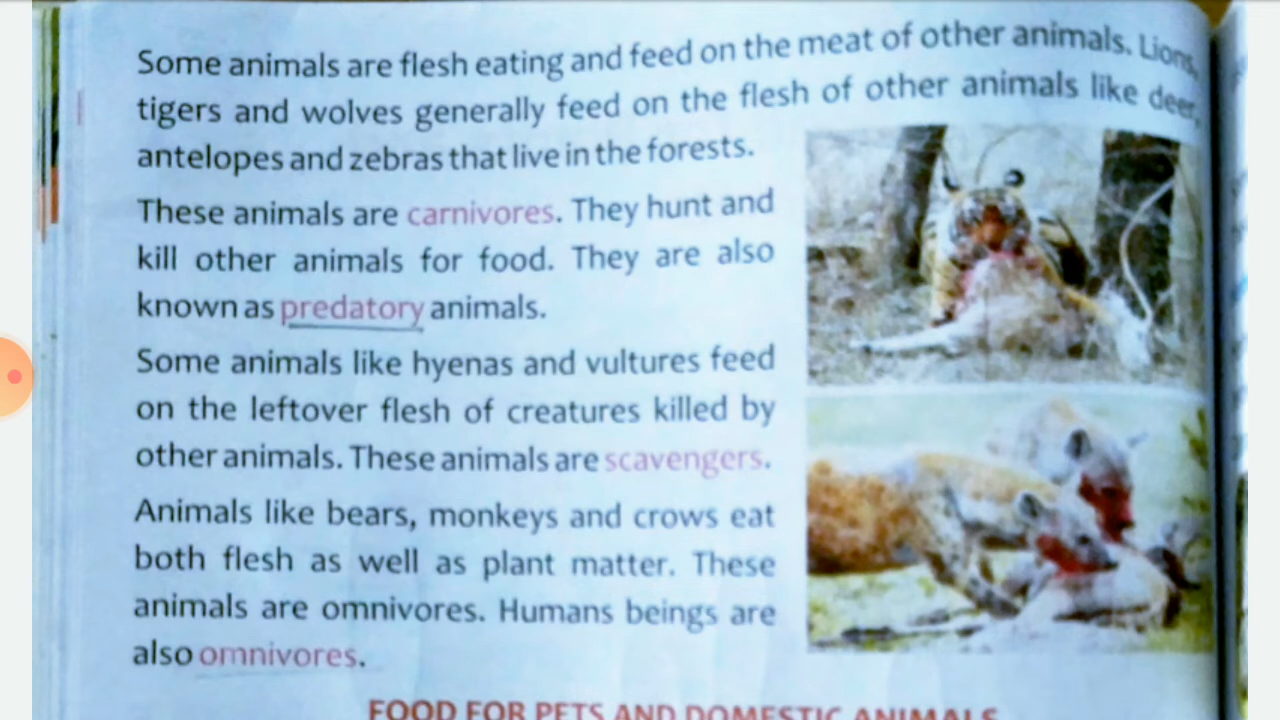 Some animals are flesh eating and feed on the meat of other animals. Lions,
tigers and wolves generally feed on the flesh of other animals like deer,
antelopes and zebras that live in the forests.
These animals are carnivores. They hunt and
kill other animals for food. They are also
known as predatory animals.
Some animals like hyenas and vultures feed
on the leftover flesh of creatures killed by
other animals. These animals are scavengers.
Animals like bears, monkeys and crows eat
both flesh as well as plant matter. These
animals are omnivores. Humans beings are
also omnivores.
FOOD FOR PETS AND DOMESTIC ANIMALS